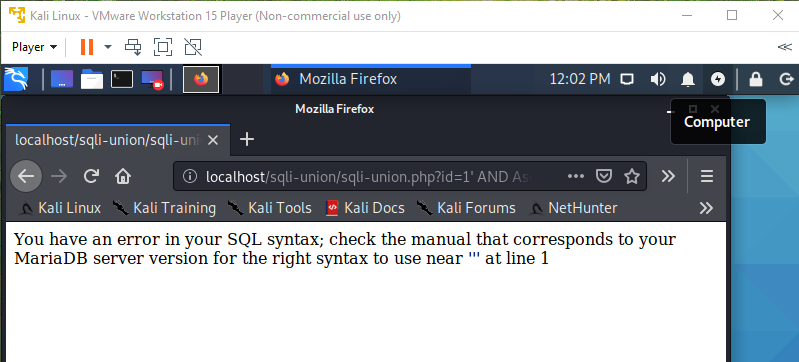 Kali Linux - VMware Workstation 15 Player (Non-commercial use only)
Player
Mozilla Firefox
12:02 PM
Mozilla Firefox
Computer
localhost/sqli-union/sqli-uni
localhost/sqli-union/sqli-union.php?id=1' AND As
Kali Linux
Kali Training
Kali Tools
Kali Docs
Kali Forums
NetHunter
You have an error in your SQL syntax; check the manual that corresponds to your
MariaDB server version for the right syntax to use near ''' at line 1